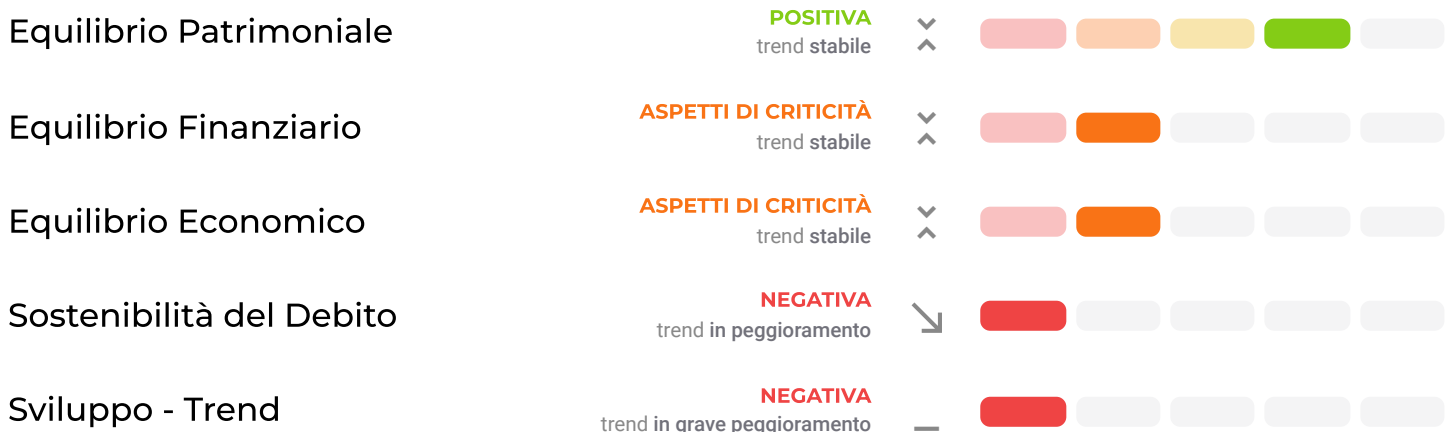 Equilibrio Patrimoniale
POSITIVA
trend stabile
Equilibrio Finanziario
ASPETTI DI CRITICITÀ
trend stabile
Equilibrio Economico
ASPETTI DI CRITICITÀ
trend stabile
Sostenibilità del Debito
NEGATIVA
trend in peggioramento
Sviluppo - Trend
NEGATIVA
trend in grave peggioramento